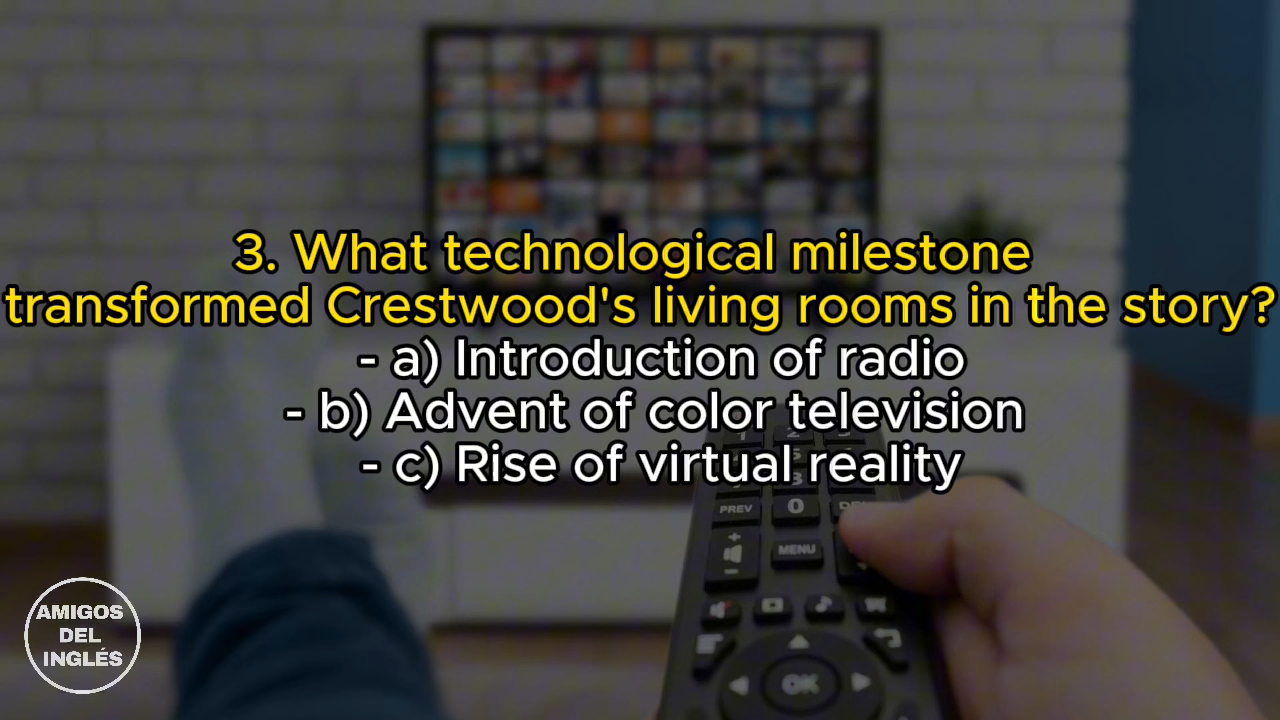 3. What technological milestone
transformed Crestwood's living rooms in the story?
- a) Introduction of radio
- b) Advent of color television
- c) Rise of virtual reality
PREV
0
MENU
OK
AMIGOS
DEL
INGLÉS